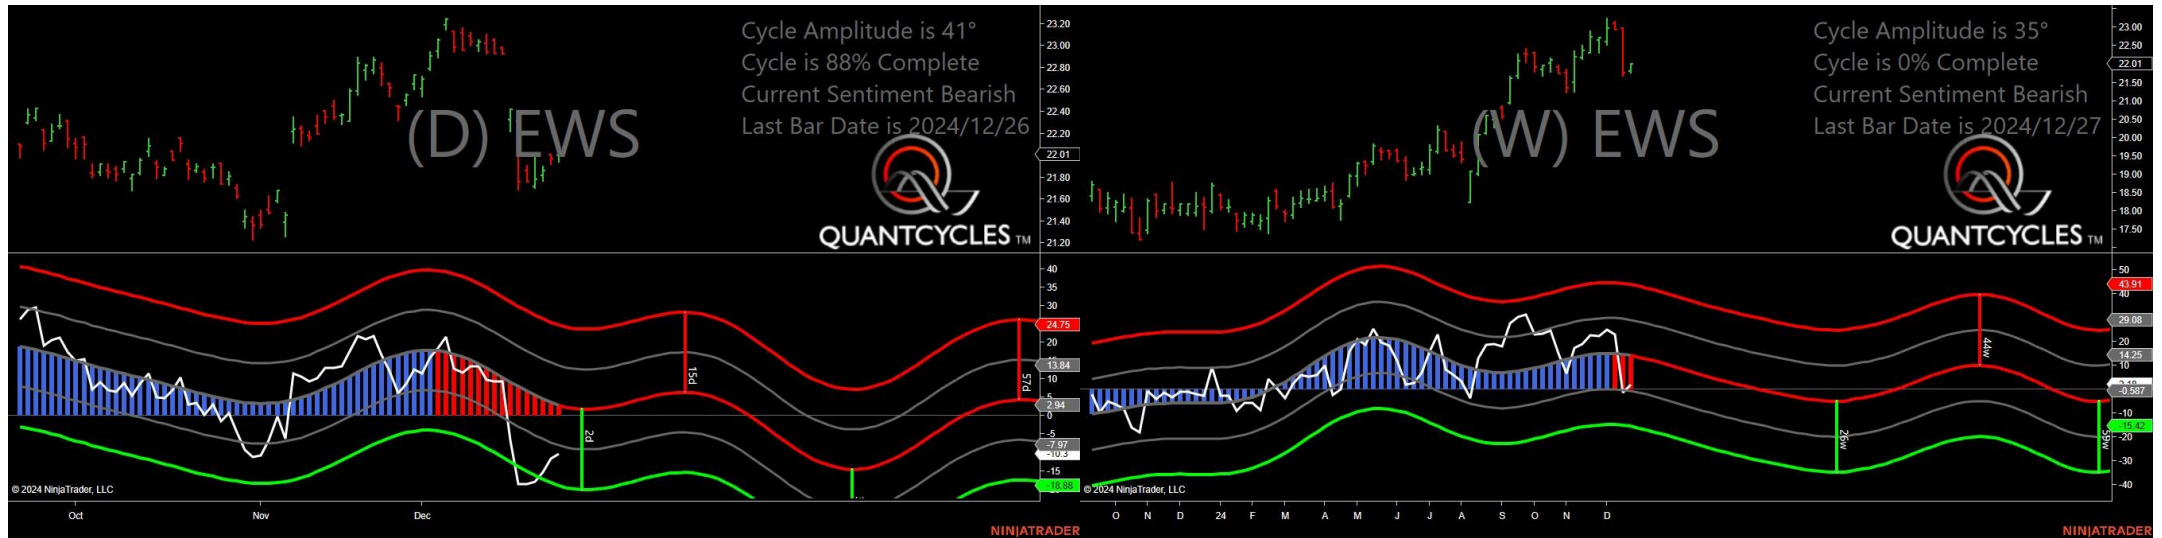 Cycle Amplitude is 41°
Cycle is 88% Complete
Current Sentiment Bearish
Last Bar Date is 2024/12/26
(D) EWS
QUANTCYCLES TM
23.20
23.00
22.80
22.60
22.40
22.20
22.01
21.80
21.60
21.40
21.20
40
35
30
24.75
20
13.84
10
5
2.94
0
-5
-7.97
-10.3
-15
-18.88
2d
15d
57d
© 2024 NinjaTrader, LLC
Oct
Nov
Dec
NINJATRADER
Cycle Amplitude is 35°
Cycle is 0% Complete
Current Sentiment Bearish
Last Bar Date is 2024/12/27
(W) EWS
QUANTCYCLES TM
23.00
22.50
22.01
21.50
21.00
20.50
20.00
19.50
19.00
18.50
18.00
17.50
50
43.91
40
29.08
20
14.25
10
-0.587
-10
-15.42
-20
-30
-40
26w
44w
59w
© 2024 NinjaTrader, LLC
O N D 24 F M A M J J A S O N D
NINJATRADER